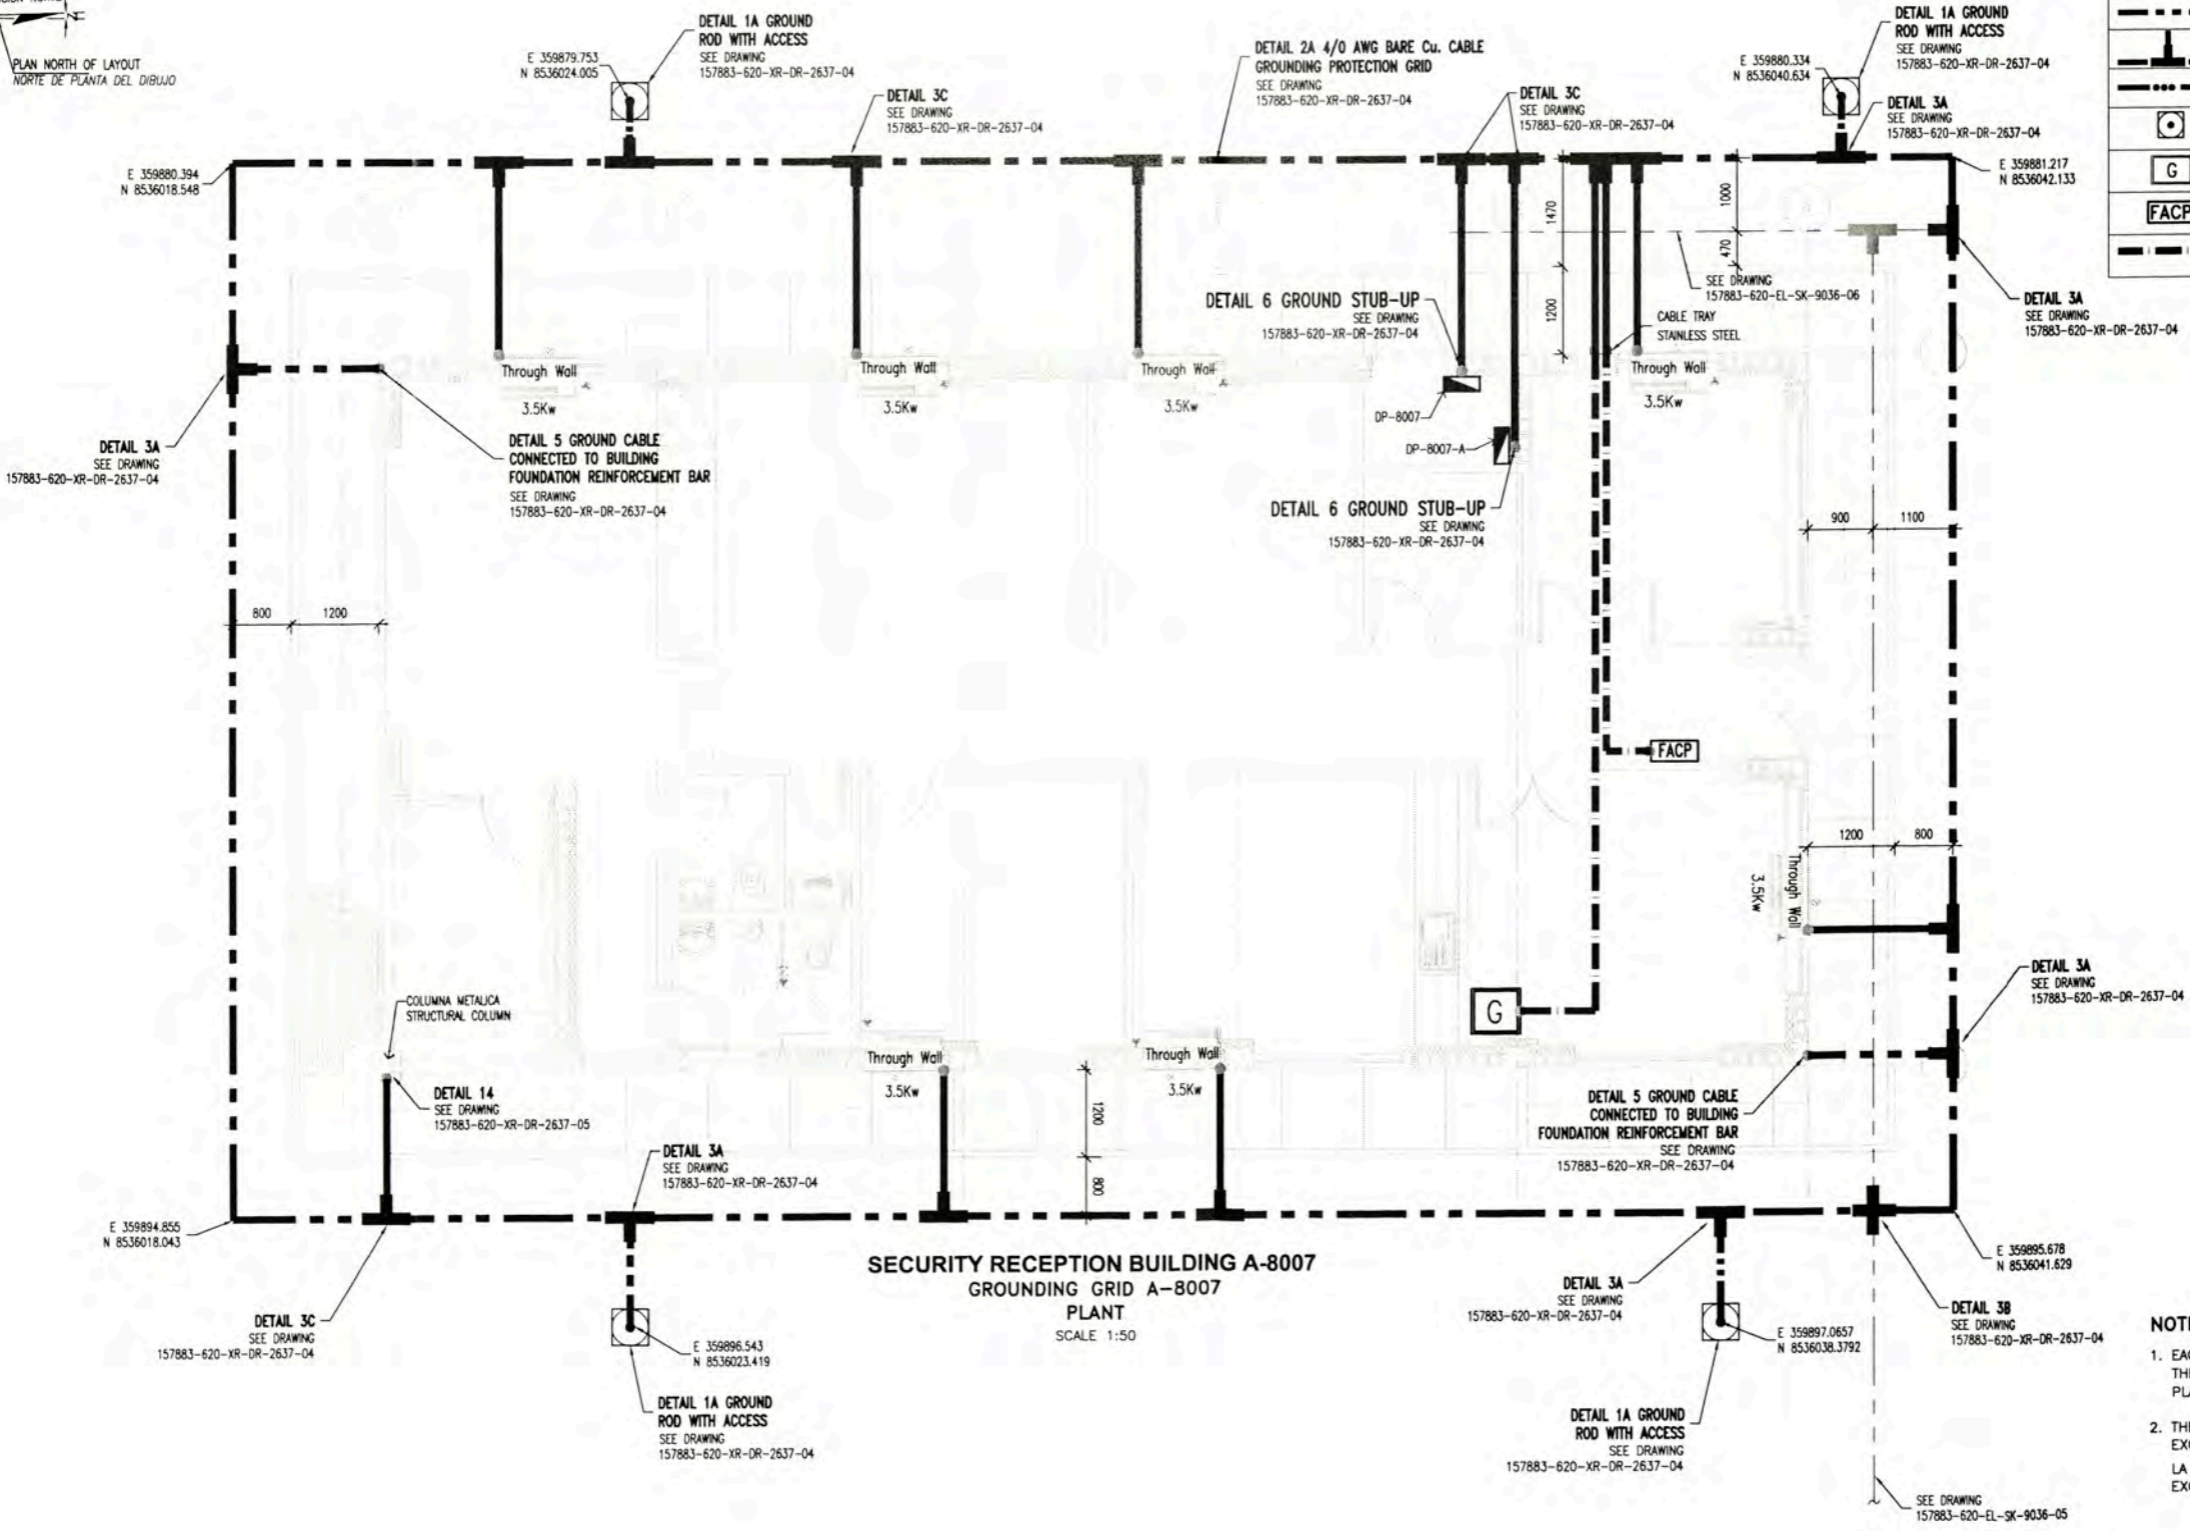 PLAN NORTH OF LAYOUT
NORTE DE PLANTA DEL DIBUJO
E 359879.753
N 8536024.005
DETAIL 1A GROUND
ROD WITH ACCESS
SEE DRAWING
157883-620-XR-DR-2637-04
DETAIL 3C
SEE DRAWING
157883-620-XR-DR-2637-04
DETAIL 2A 4/0 AWG BARE Cu. CABLE
GROUNDING PROTECTION GRID
SEE DRAWING
157883-620-XR-DR-2637-04
DETAIL 3C
SEE DRAWING
157883-620-XR-DR-2637-04
E 359880.334
N 8536040.634
DETAIL 1A GROUND
ROD WITH ACCESS
SEE DRAWING
157883-620-XR-DR-2637-04
DETAIL 3A
SEE DRAWING
157883-620-XR-DR-2637-04
G
FACP
E 359880.394
N 8536018.548
E 359881.217
N 8536042.133
1470
1000
470
1200
SEE DRAWING
157883-620-EL-SK-9036-06
CABLE TRAY
STAINLESS STEEL
DETAIL 3A
SEE DRAWING
157883-620-XR-DR-2637-04
DETAIL 6 GROUND STUB-UP
SEE DRAWING
157883-620-XR-DR-2637-04
Through Wall
3.5Kw
Through Wall
3.5Kw
Through Wall
3.5Kw
Through Wall
3.5Kw
DP-8007
DP-8007-A
DETAIL 3A
SEE DRAWING
157883-620-XR-DR-2637-04
DETAIL 5 GROUND CABLE
CONNECTED TO BUILDING
FOUNDATION REINFORCEMENT BAR
SEE DRAWING
157883-620-XR-DR-2637-04
DETAIL 6 GROUND STUB-UP
SEE DRAWING
157883-620-XR-DR-2637-04
900
1100
800
1200
FACP
1200
800
Through Wall
3.5Kw
G
DETAIL 3A
SEE DRAWING
157883-620-XR-DR-2637-04
COLUMNA METALICA
STRUCTURAL COLUMN
DETAIL 14
SEE DRAWING
157883-620-XR-DR-2637-05
Through Wall
3.5Kw
Through Wall
3.5Kw
1200
800
DETAIL 5 GROUND CABLE
CONNECTED TO BUILDING
FOUNDATION REINFORCEMENT BAR
SEE DRAWING
157883-620-XR-DR-2637-04
DETAIL 3A
SEE DRAWING
157883-620-XR-DR-2637-04
E 359894.855
N 8536018.043
E 359895.678
N 8536041.629
SECURITY RECEPTION BUILDING A-8007
GROUNDING GRID A-8007
PLANT
SCALE 1:50
DETAIL 3C
SEE DRAWING
157883-620-XR-DR-2637-04
E 359896.543
N 8536023.419
DETAIL 1A GROUND
ROD WITH ACCESS
SEE DRAWING
157883-620-XR-DR-2637-04
DETAIL 3A
SEE DRAWING
157883-620-XR-DR-2637-04
E 359897.0657
N 8536038.3792
DETAIL 1A GROUND
ROD WITH ACCESS
SEE DRAWING
157883-620-XR-DR-2637-04
DETAIL 3B
SEE DRAWING
157883-620-XR-DR-2637-04
SEE DRAWING
157883-620-EL-SK-9036-05
1.
2.
LA